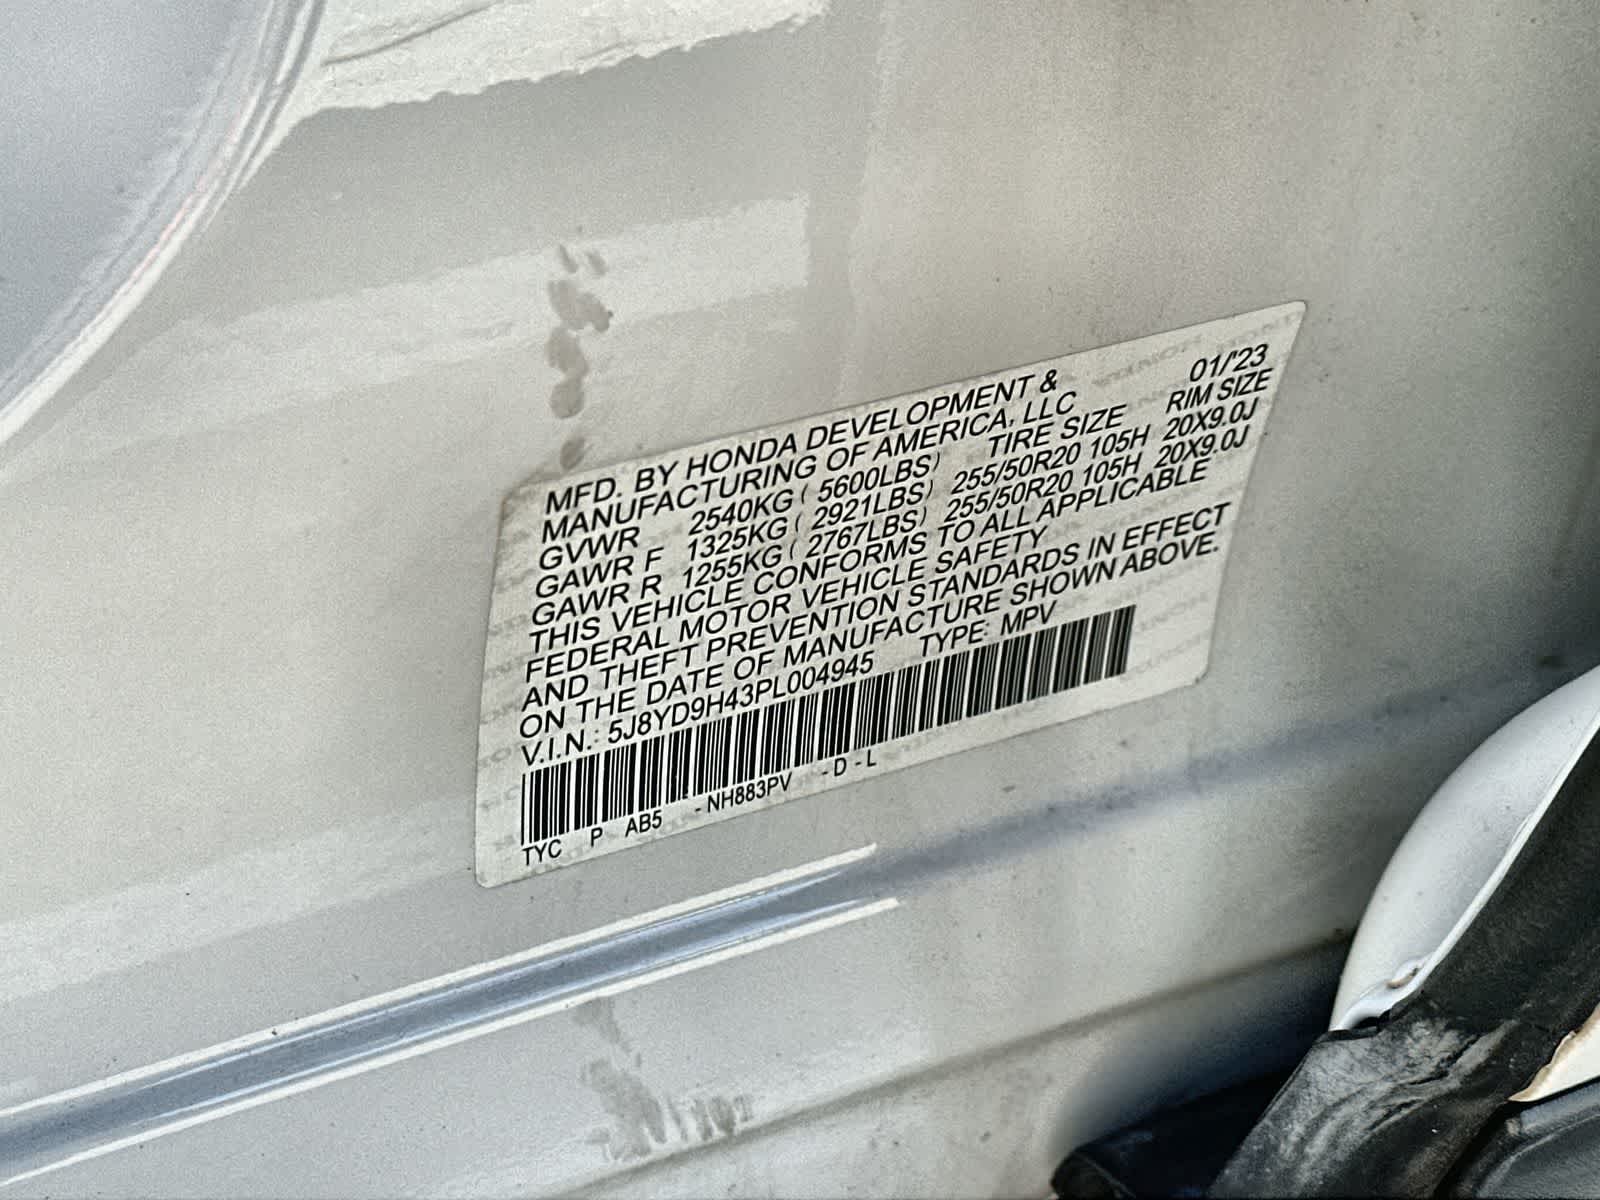 MFD. BY HONDA DEVELOPMENT & 01/'23
MANUFACTURING OF AMERICA, LLC
TIRE SIZE RIM SIZE
GVWR 2540KG ( 5600LBS)
GAWR F 1325KG ( 2921LBS) 255/50R20 105H 20X9.0J
GAWR R 1255KG ( 2767LBS) 255/50R20 105H 20X9.0J
THIS VEHICLE CONFORMS TO ALL APPLICABLE
FEDERAL MOTOR VEHICLE SAFETY
AND THEFT PREVENTION STANDARDS IN EFFECT
ON THE DATE OF MANUFACTURE SHOWN ABOVE.
V.I.N.: 5J8YD9H43PL004945 TYPE: MPV
TYC P AB5 - NH883PV - D - L